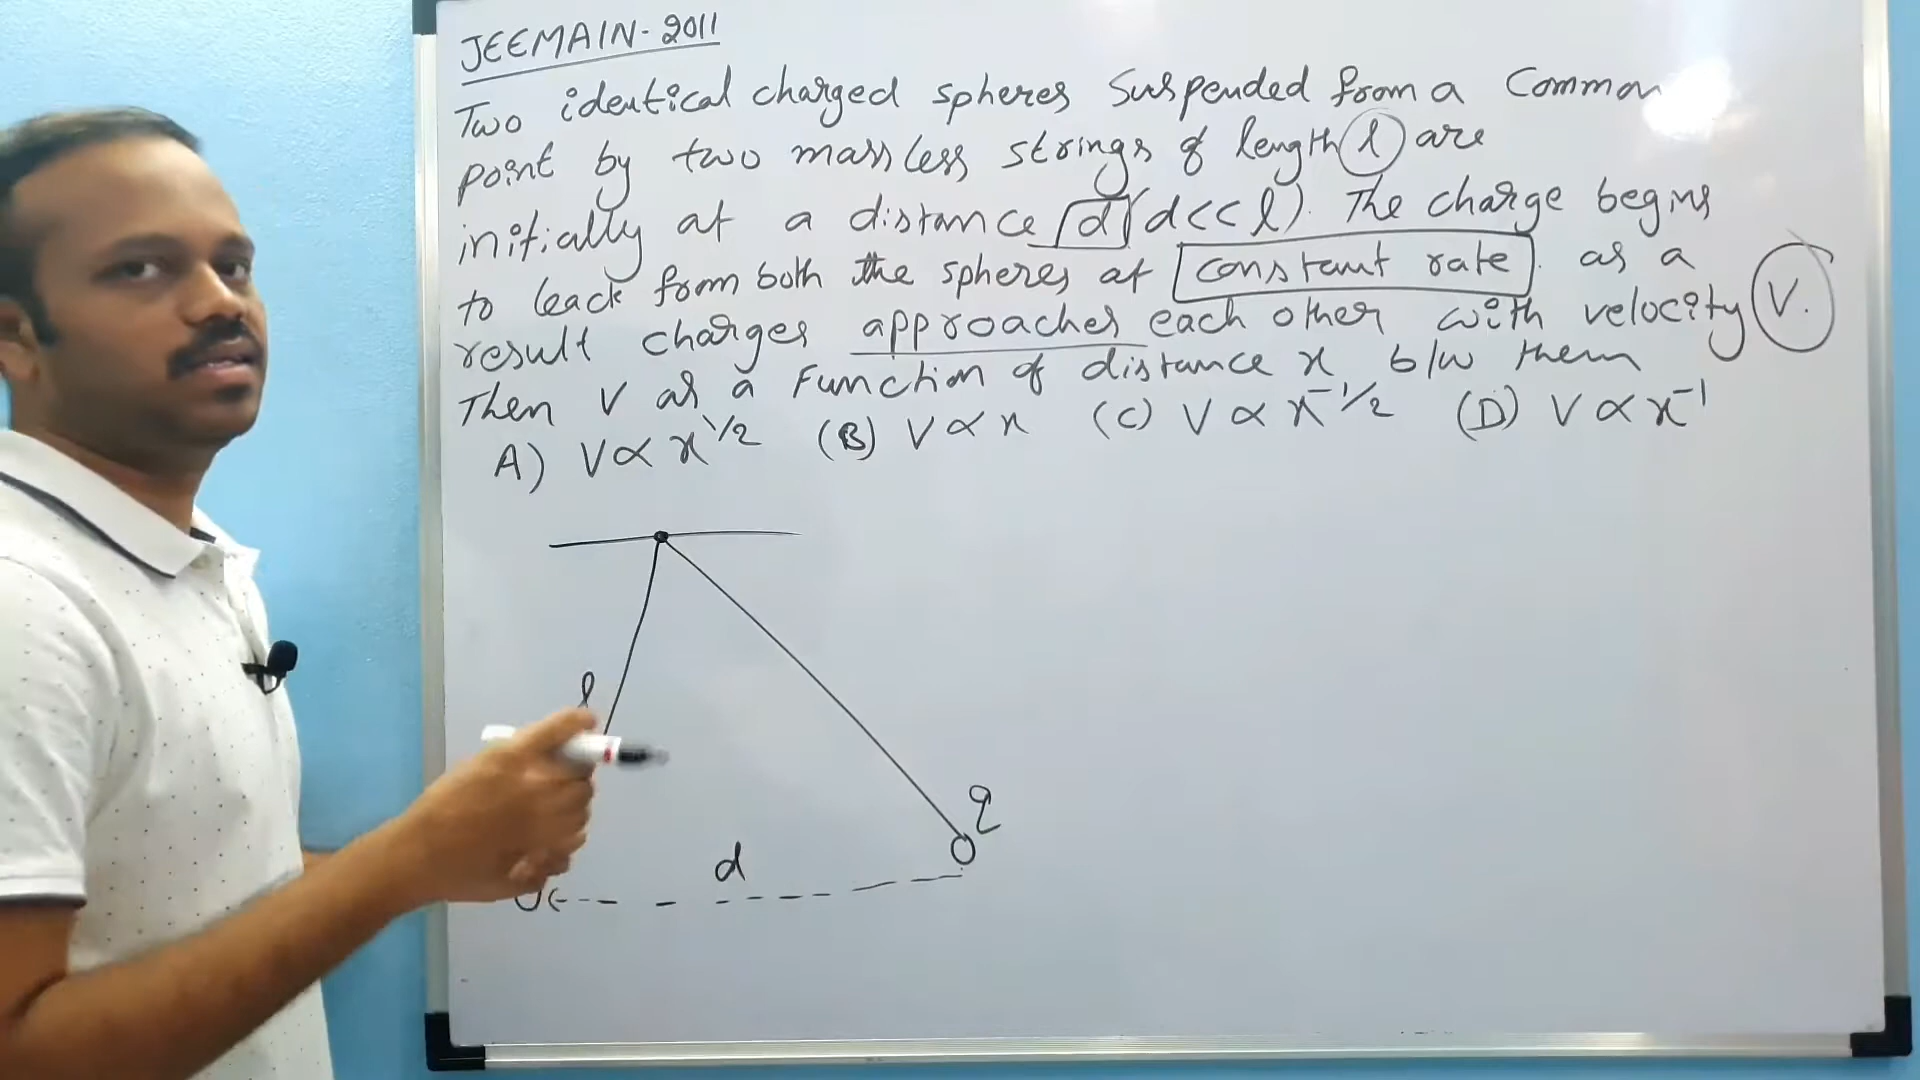 JEEMAIN-2011
Two identical charged spheres suspended from a common
point by two massless strings of length l are
initially at a distance d (d<<l). The charge begins
to leack from both the spheres at constant rate. as a
result charges approaches each other with velocity V.
Then V as a Function of distance x b/w them
A) V∝x^1/2 (B) V∝x (C) V∝x^-1/2 (D) V∝x^-1
l
q
d